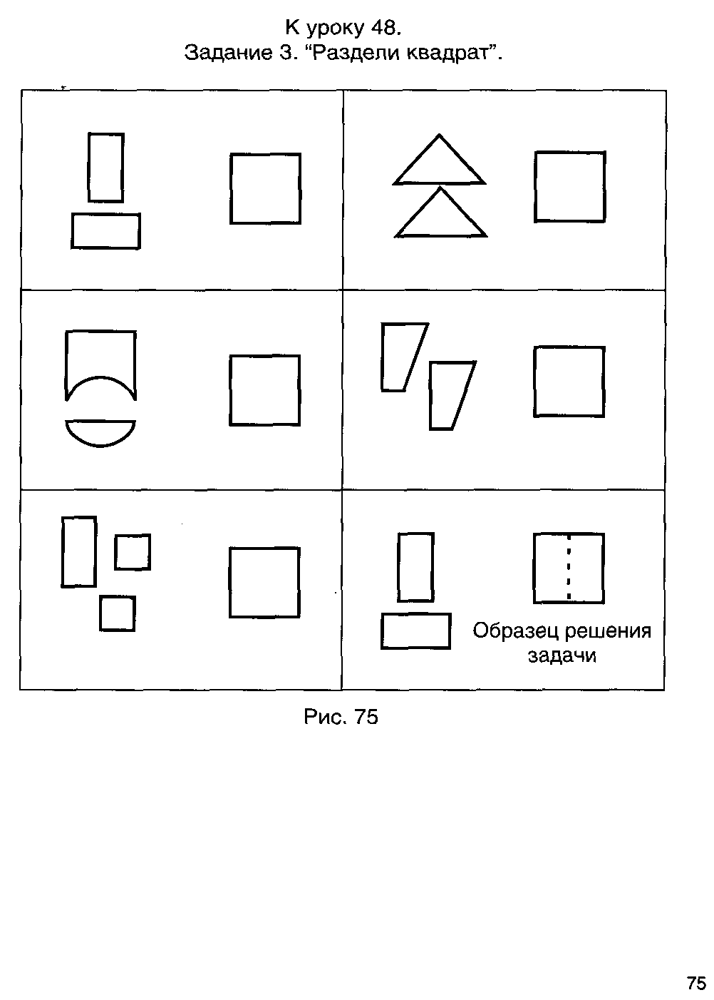 К уроку 48.
Задание 3. “Раздели квадрат”.
Образец решения
задачи
Рис. 75
75